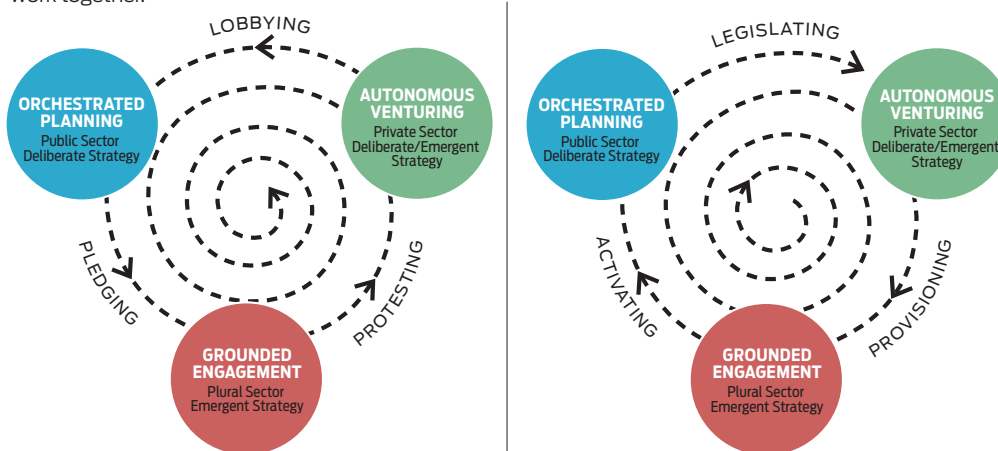 work together.
LOBBYING
ORCHESTRATED
PLANNING
Public Sector
Deliberate Strategy
AUTONOMOUS
VENTURING
Private Sector
Deliberate/Emergent
Strategy
PLEDGING
PROTESTING
GROUNDED
ENGAGEMENT
Plural Sector
Emergent Strategy
LEGISLATING
ORCHESTRATED
PLANNING
Public Sector
Deliberate Strategy
AUTONOMOUS
VENTURING
Private Sector
Deliberate/Emergent
Strategy
ACTIVATING
PROVISIONING
GROUNDED
ENGAGEMENT
Plural Sector
Emergent Strategy